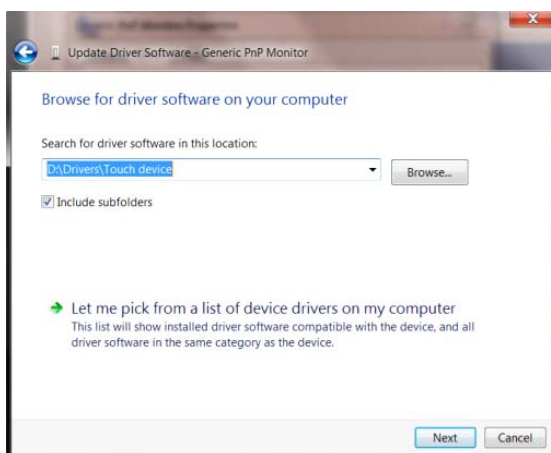 Update Driver Software - Generic PnP Monitor
Browse for driver software on your computer
Search for driver software in this location:
D:\Drivers\Touch device
Browse...
Include subfolders
Let me pick from a list of device drivers on my computer
This list will show installed driver software compatible with the device, and all
driver software in the same category as the device.
Next
Cancel